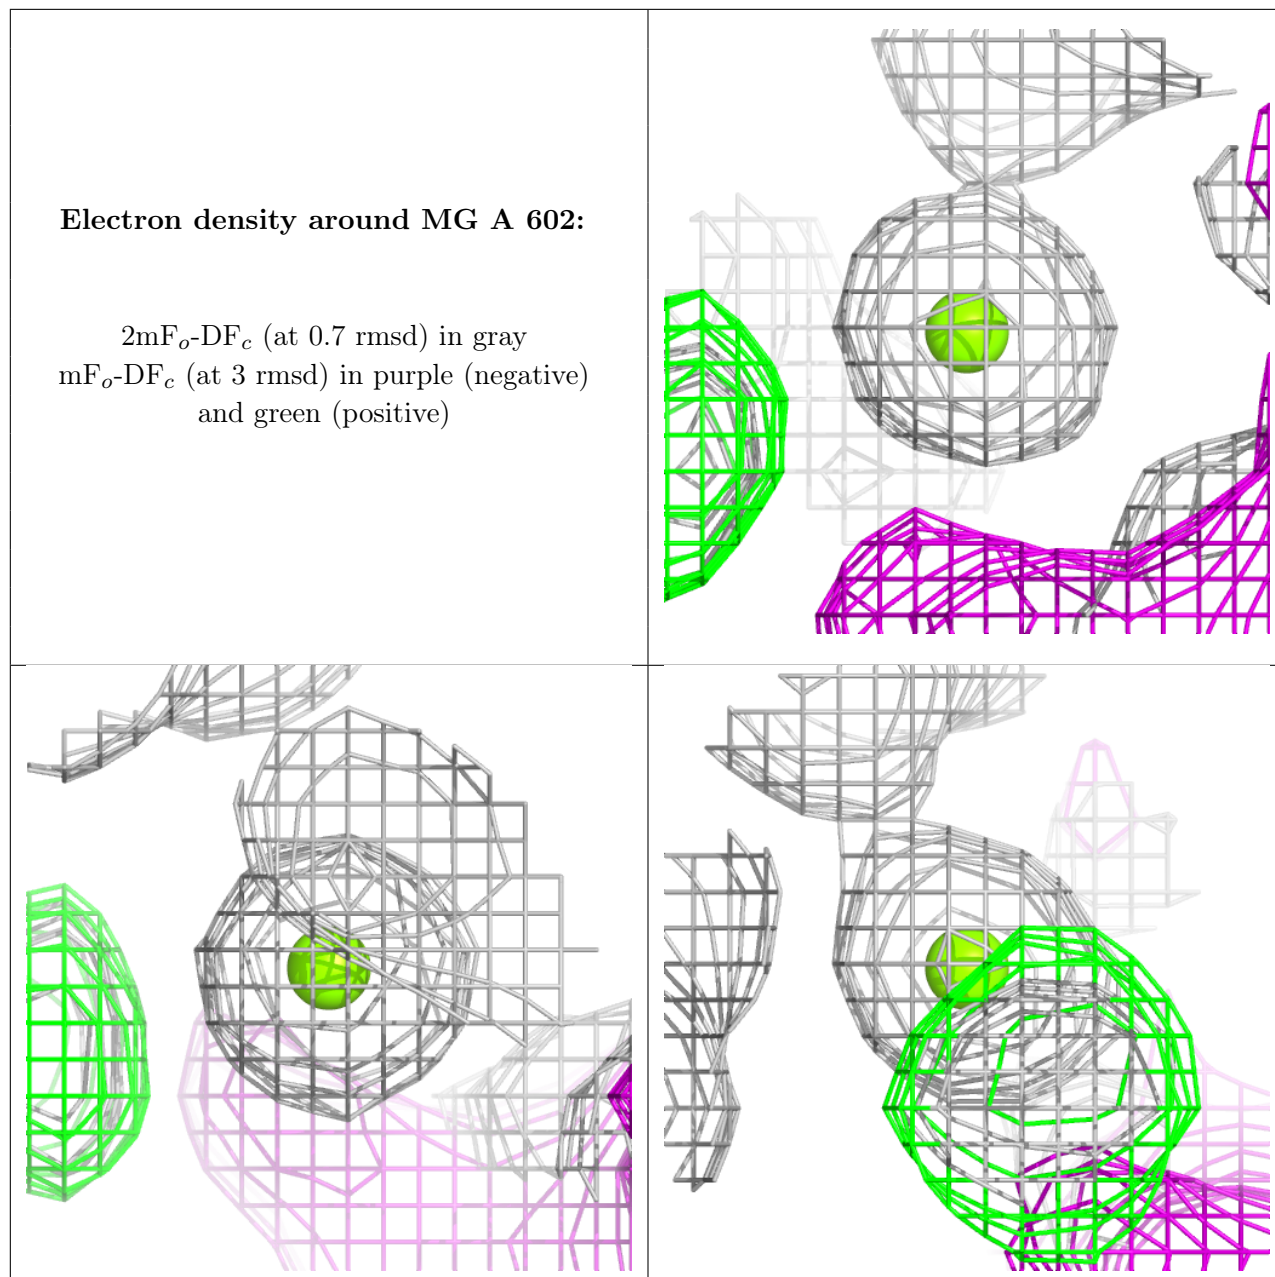 Electron density around MG A 602:
2mFo-DFc (at 0.7 rmsd) in gray
mFo-DFc (at 3 rmsd) in purple (negative)
and green (positive)